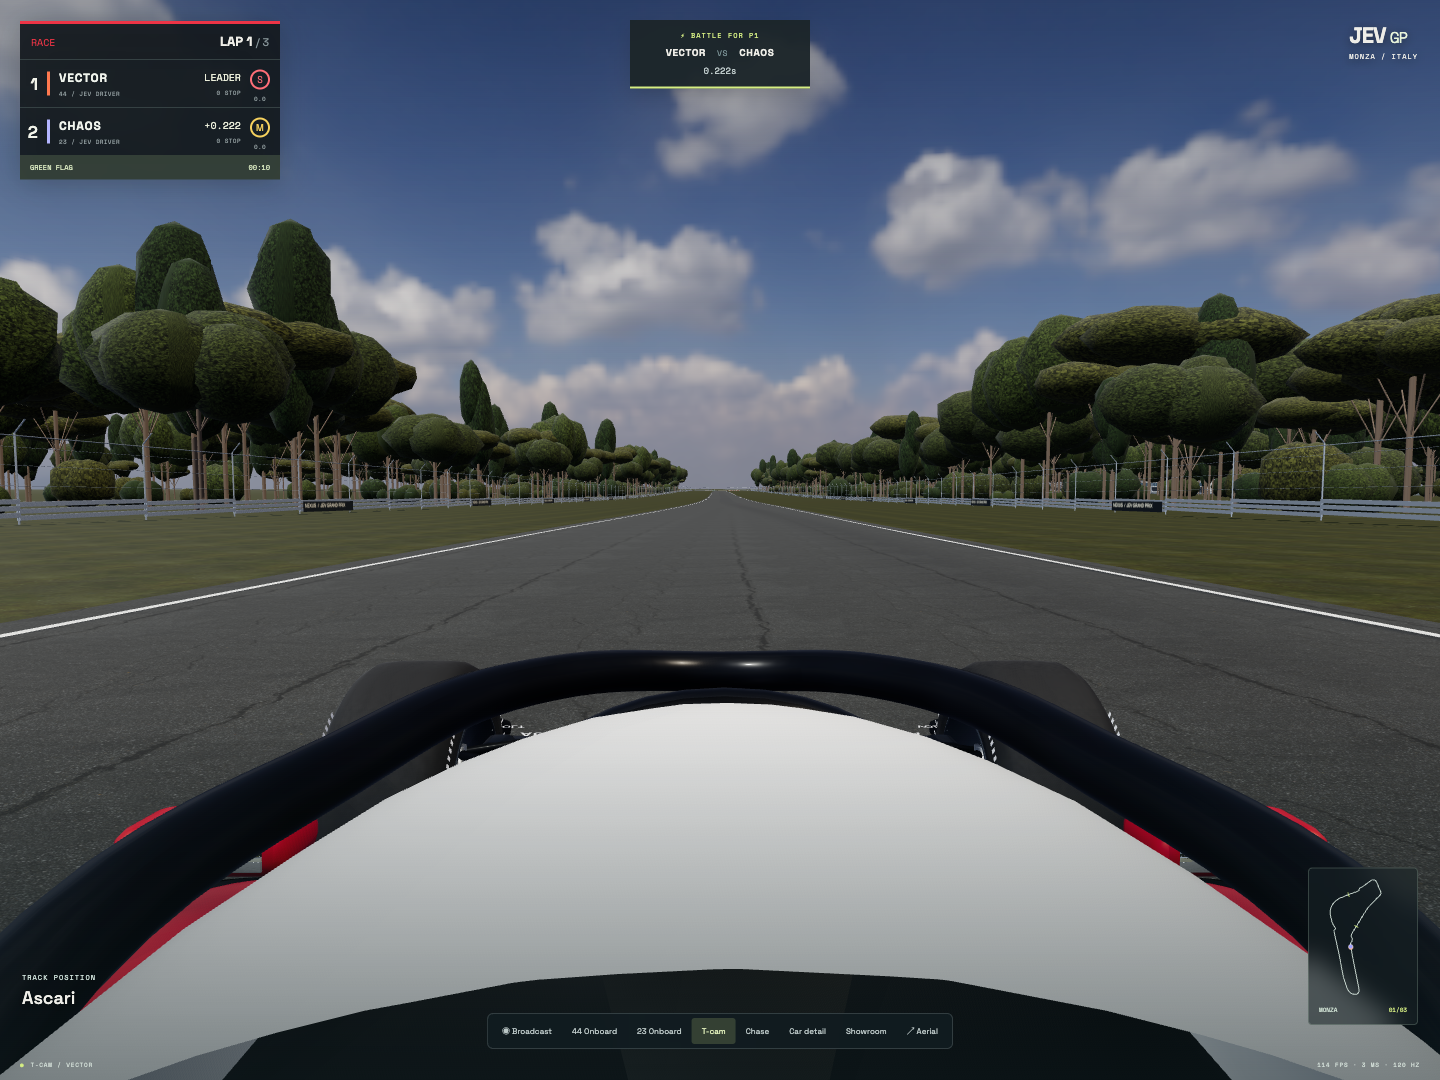 RACE
LAP 1 / 3
1 VECTOR LEADER S
44 / JEV DRIVER 0 STOP 0.0
2 CHAOS +0.222 M
23 / JEV DRIVER 0 STOP 0.0
GREEN FLAG 00:10
⚡ BATTLE FOR P1
VECTOR VS CHAOS
0.222s
JEV GP
MONZA / ITALY
TRACK POSITION
Ascari
MONZA 01/03
Broadcast 44 Onboard 23 Onboard T-cam Chase Car detail Showroom Aerial
T-CAM / VECTOR
114 FPS · 3 MS · 120 HZ